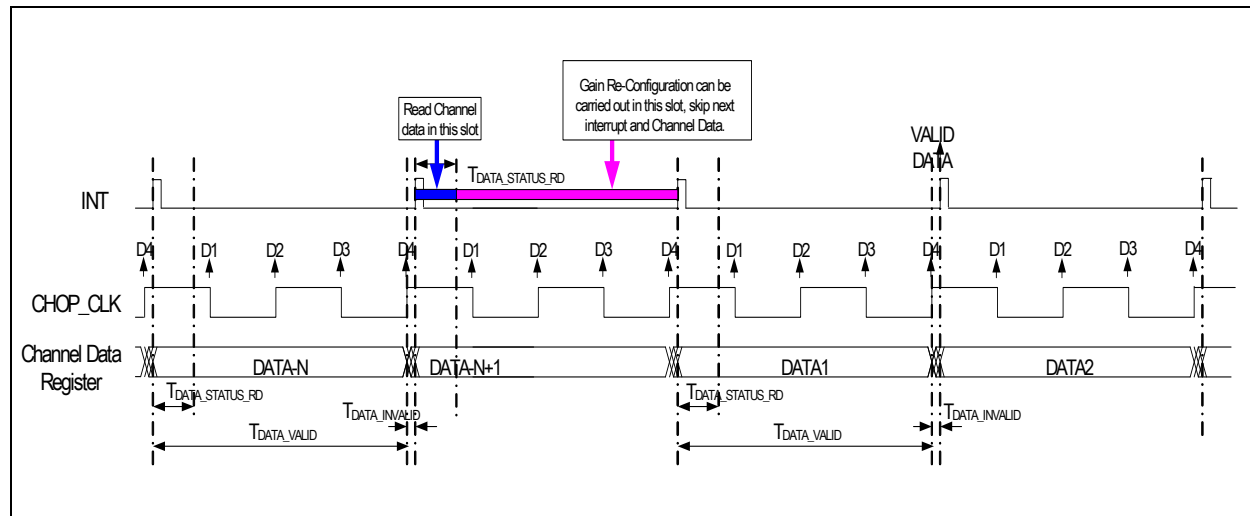 Gain Re-Configuration can be
carried out in this slot, skip next
interrupt and Channel Data.
Read Channel
data in this slot
VALID
DATA
TDATA_STATUS_RD
INT
D4 D1 D2 D3 D4 D1 D2 D3 D4 D1 D2 D3 D4 D1 D2 D3 D4
CHOP_CLK
Channel Data
Register
DATA-N DATA-N+1 DATA1 DATA2
TDATA_STATUS_RD TDATA_STATUS_RD
TDATA_INVALID TDATA_INVALID
TDATA_VALID TDATA_VALID